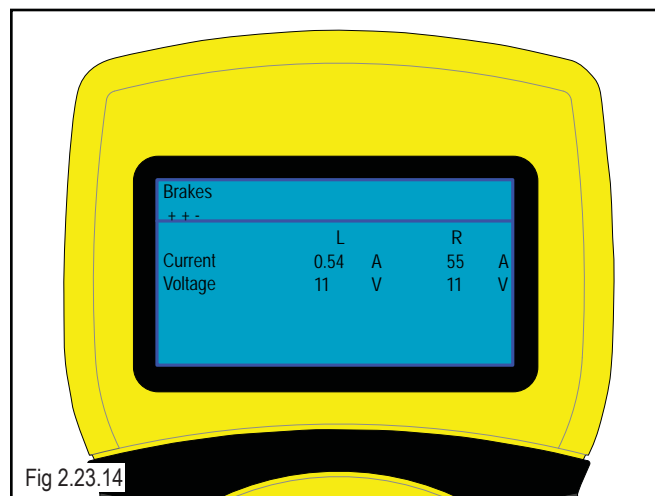 Brakes
+ + -
L R
Current 0.54 A 55 A
Voltage 11 V 11 V
Fig 2.23.14